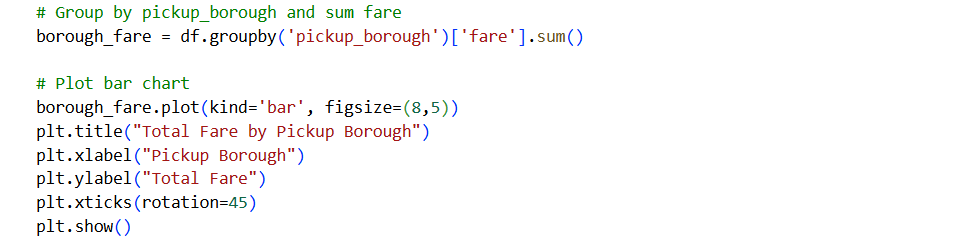 # Group by pickup_borough and sum fare
borough_fare = df.groupby('pickup_borough')['fare'].sum()
# Plot bar chart
borough_fare.plot(kind='bar', figsize=(8,5))
plt.title("Total Fare by Pickup Borough")
plt.xlabel("Pickup Borough")
plt.ylabel("Total Fare")
plt.xticks(rotation=45)
plt.show()